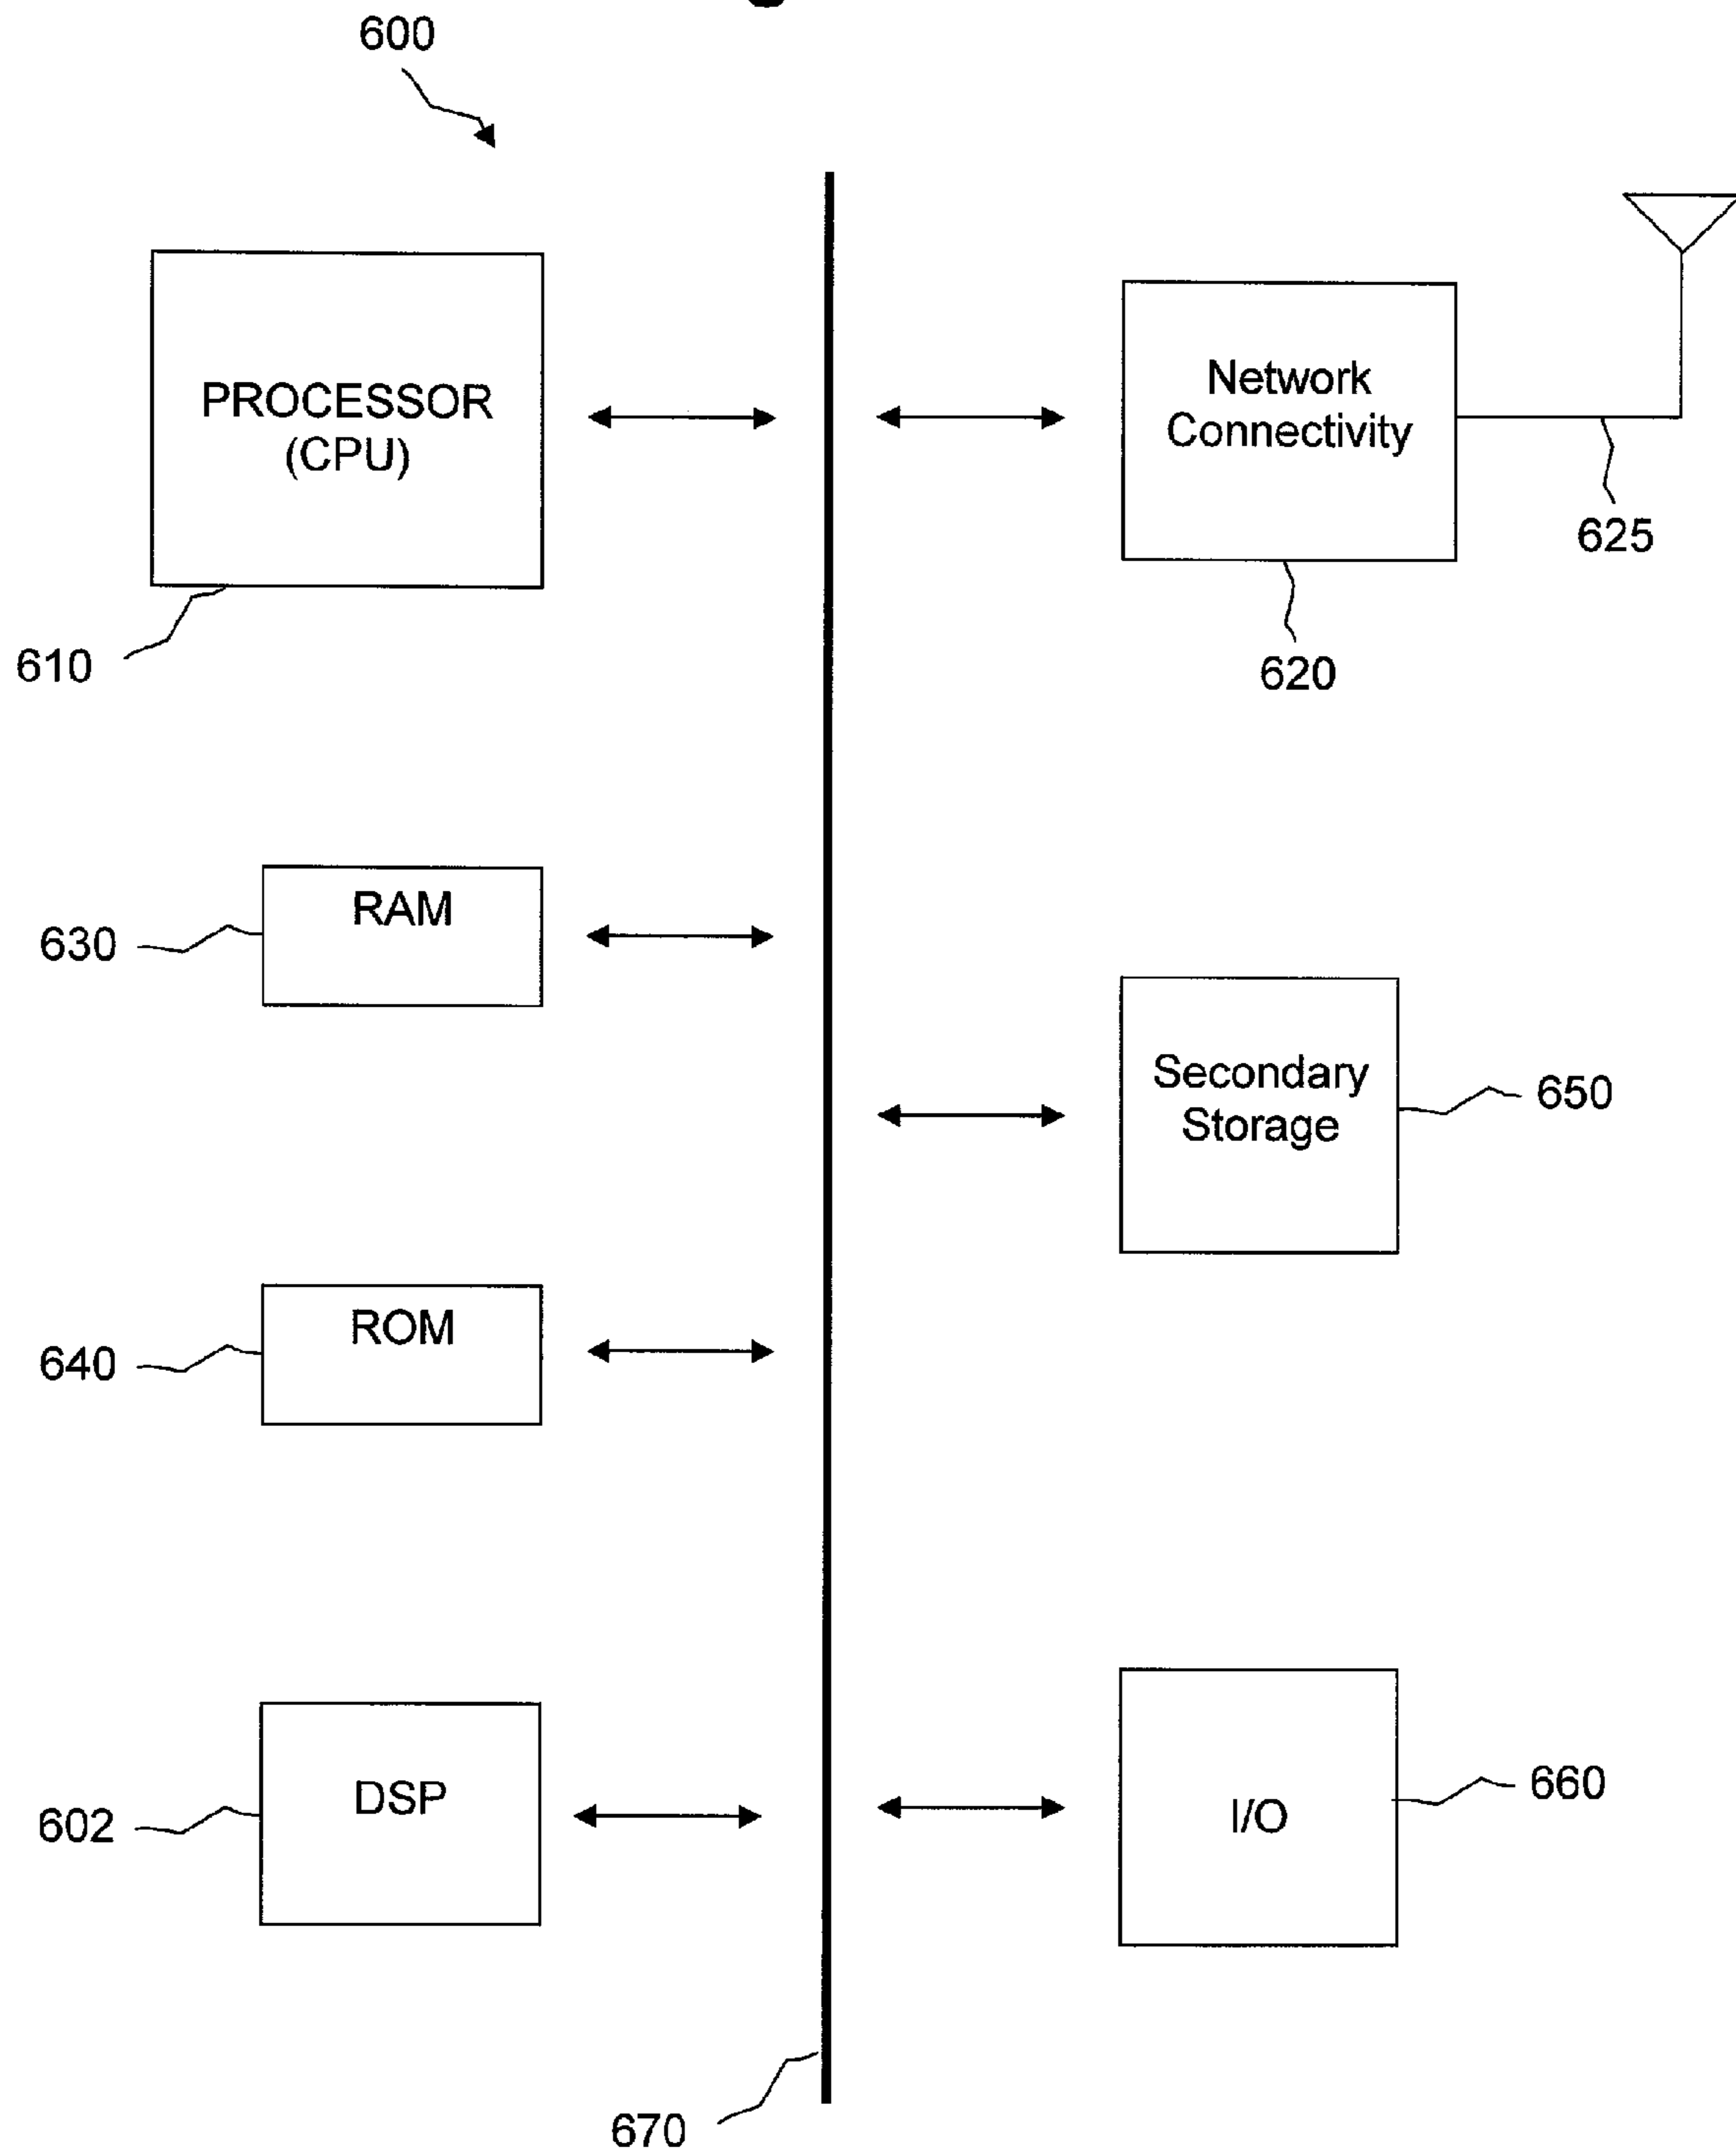 600
PROCESSOR
(CPU)
610
Network
Connectivity
625
620
RAM
630
Secondary
Storage
650
ROM
640
DSP
602
I/O
660
670